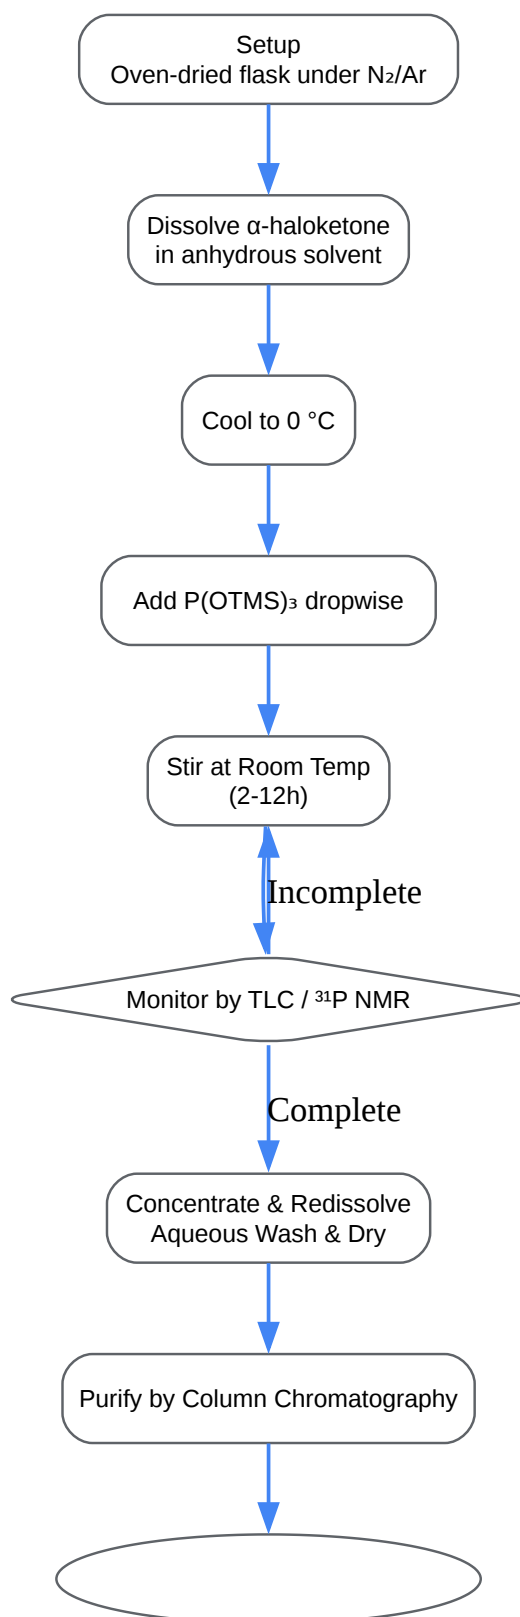 Setup
Oven-dried flask under N₂/Ar
Dissolve α-haloketone
in anhydrous solvent
Cool to 0 °C
Add P(OTMS)₃ dropwise
Stir at Room Temp
(2-12h)
Incomplete
Monitor by TLC / ³¹P NMR
Complete
Concentrate & Redissolve
Aqueous Wash & Dry
Purify by Column Chromatography